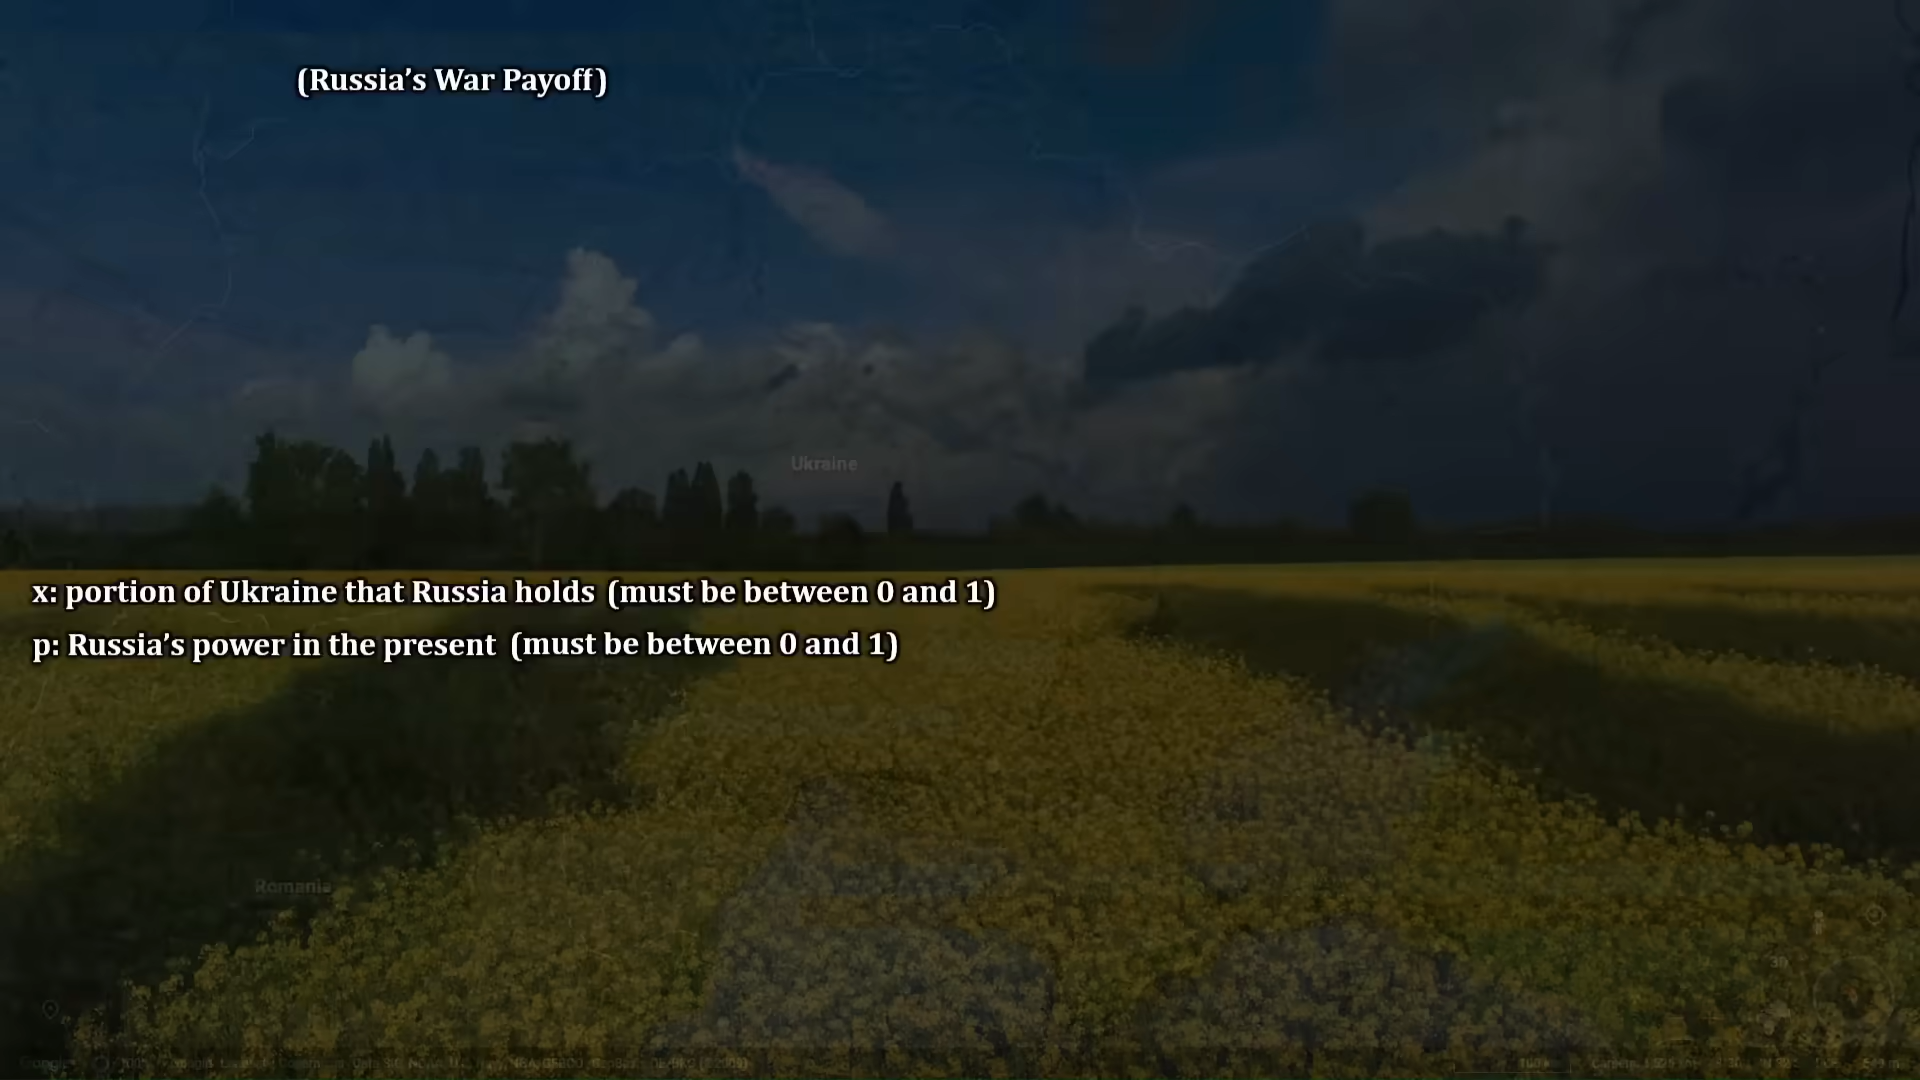 (Russia’s War Payoff)
Ukraine
x: portion of Ukraine that Russia holds (must be between 0 and 1)
p: Russia’s power in the present (must be between 0 and 1)
Romania
3D